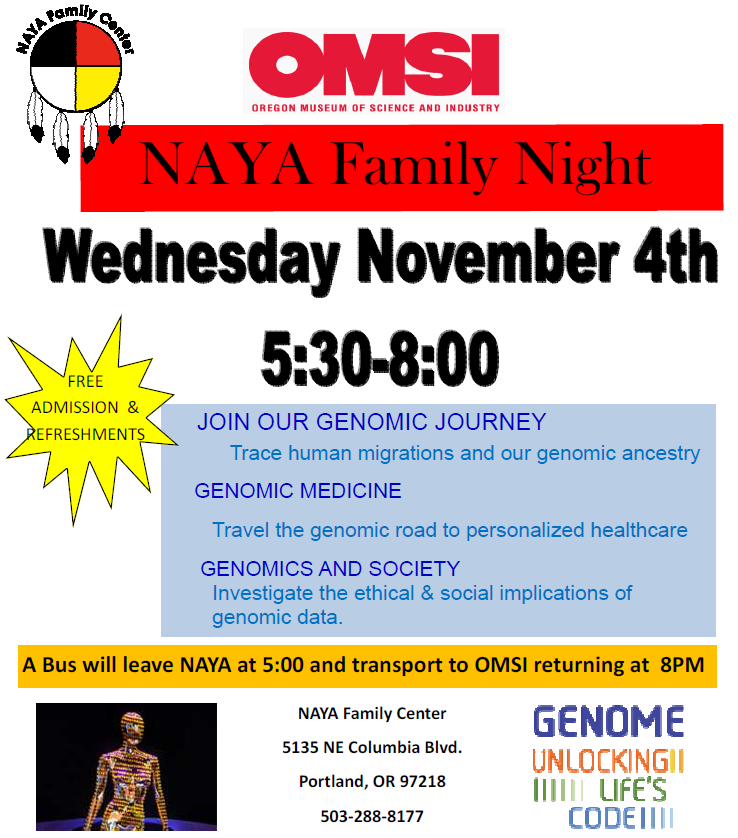 NAYA Family Center
OMSI
OREGON MUSEUM OF SCIENCE AND INDUSTRY
NAYA Family Night
Wednesday November 4th
5:30-8:00
FREE
ADMISSION &
REFRESHMENTS
JOIN OUR GENOMIC JOURNEY
Trace human migrations and our genomic ancestry
GENOMIC MEDICINE
Travel the genomic road to personalized healthcare
GENOMICS AND SOCIETY
Investigate the ethical & social implications of
genomic data.
A Bus will leave NAYA at 5:00 and transport to OMSI returning at 8PM
NAYA Family Center
5135 NE Columbia Blvd.
Portland, OR 97218
503-288-8177
GENOME
UNLOCKING
LIFE'S
CODE